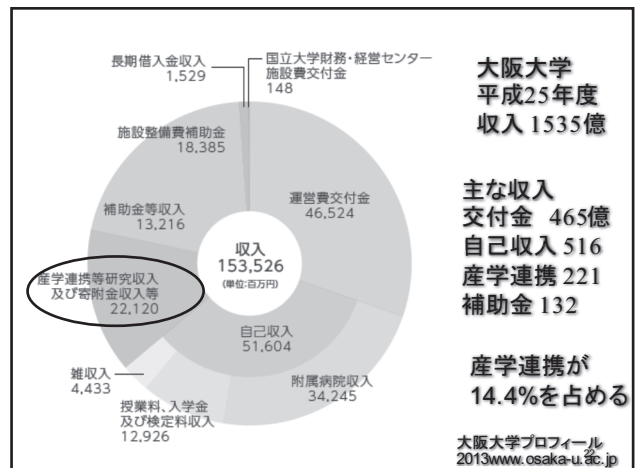 長期借入金収入
1,529
国立大学財務・経営センター
施設費交付金
148
施設整備費補助金
18,385
運営費交付金
46,524
補助金等収入
13,216
収入
153,526
(単位:百万円)
産学連携等研究収入
及び寄附金収入等
22,120
自己収入
51,604
雑収入
4,433
附属病院収入
34,245
授業料、入学金
及び検定料収入
12,926
大阪大学
平成25年度
収入 1535億
主な収入
交付金 465億
自己収入 516
産学連携 221
補助金 132
産学連携が
14.4%を占める
大阪大学プロフィール
2013www.osaka-u.ac.jp